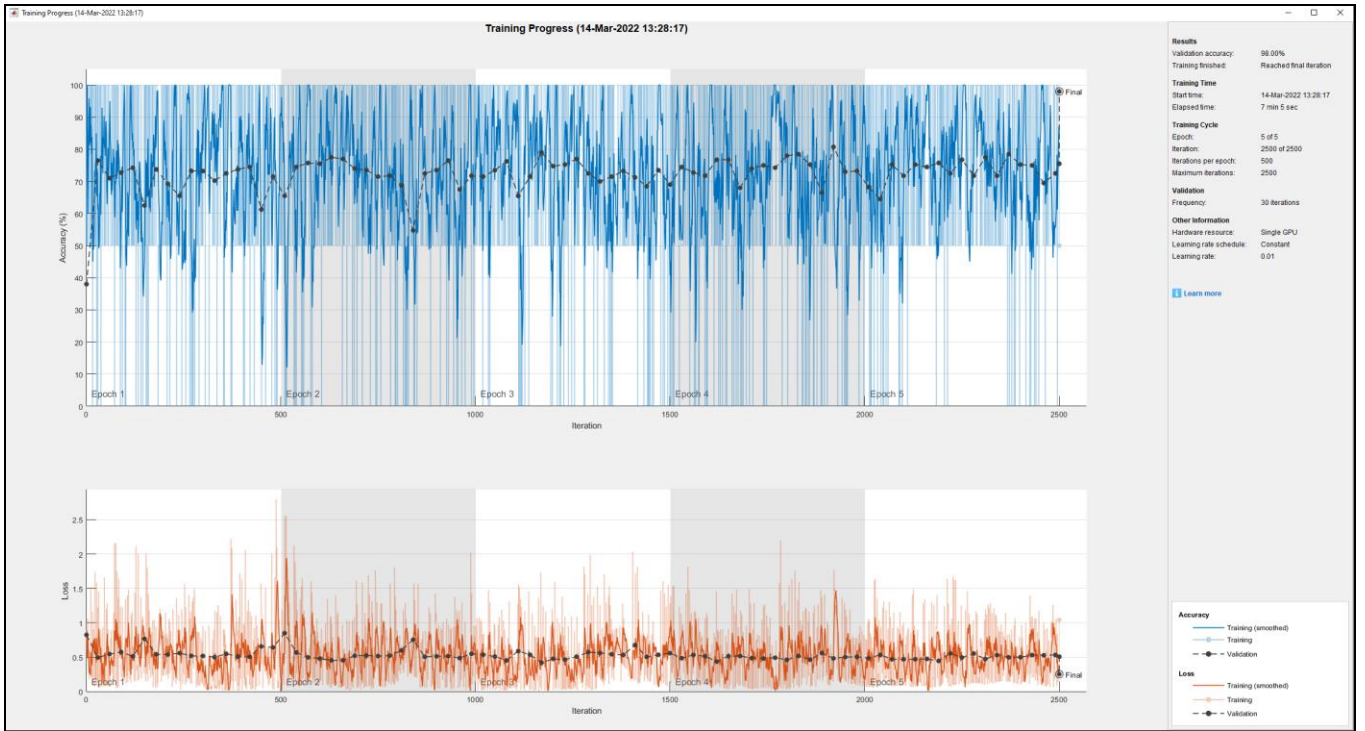 Training Progress (14-Mar-2022 13:28:17)
Training Progress (14-Mar-2022 13:28:17)
Accuracy (%)
100
90
80
70
60
50
40
30
20
10
0
Final
Epoch 1
Epoch 2
Epoch 3
Epoch 4
Epoch 5
0
500
1000
1500
2000
2500
Iteration
Loss
2.5
2
1.5
1
0.5
0
Final
Epoch 1
Epoch 2
Epoch 3
Epoch 4
Epoch 5
0
500
1000
1500
2000
2500
Iteration
Results
Validation accuracy: 98.00%
Training finished: Reached final iteration
Training Time
Start time: 14-Mar-2022 13:28:17
Elapsed time: 7 min 5 sec
Training Cycle
Epoch: 5 of 5
Iteration: 2500 of 2500
Iterations per epoch: 500
Maximum iterations: 2500
Validation
Frequency: 30 iterations
Other Information
Hardware resource: Single GPU
Learning rate schedule: Constant
Learning rate: 0.01
i Learn more
Accuracy
Training (smoothed)
Training
Validation
Loss
Training (smoothed)
Training
Validation